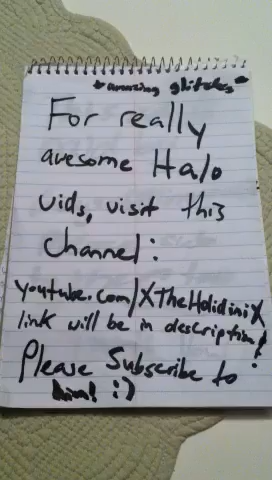 *amazing glitches*
For really
awesome Halo
vids, visit this
channel:
youtube.com/XTheHolidiniX
link will be in description!
Please Subscribe to
him! :)